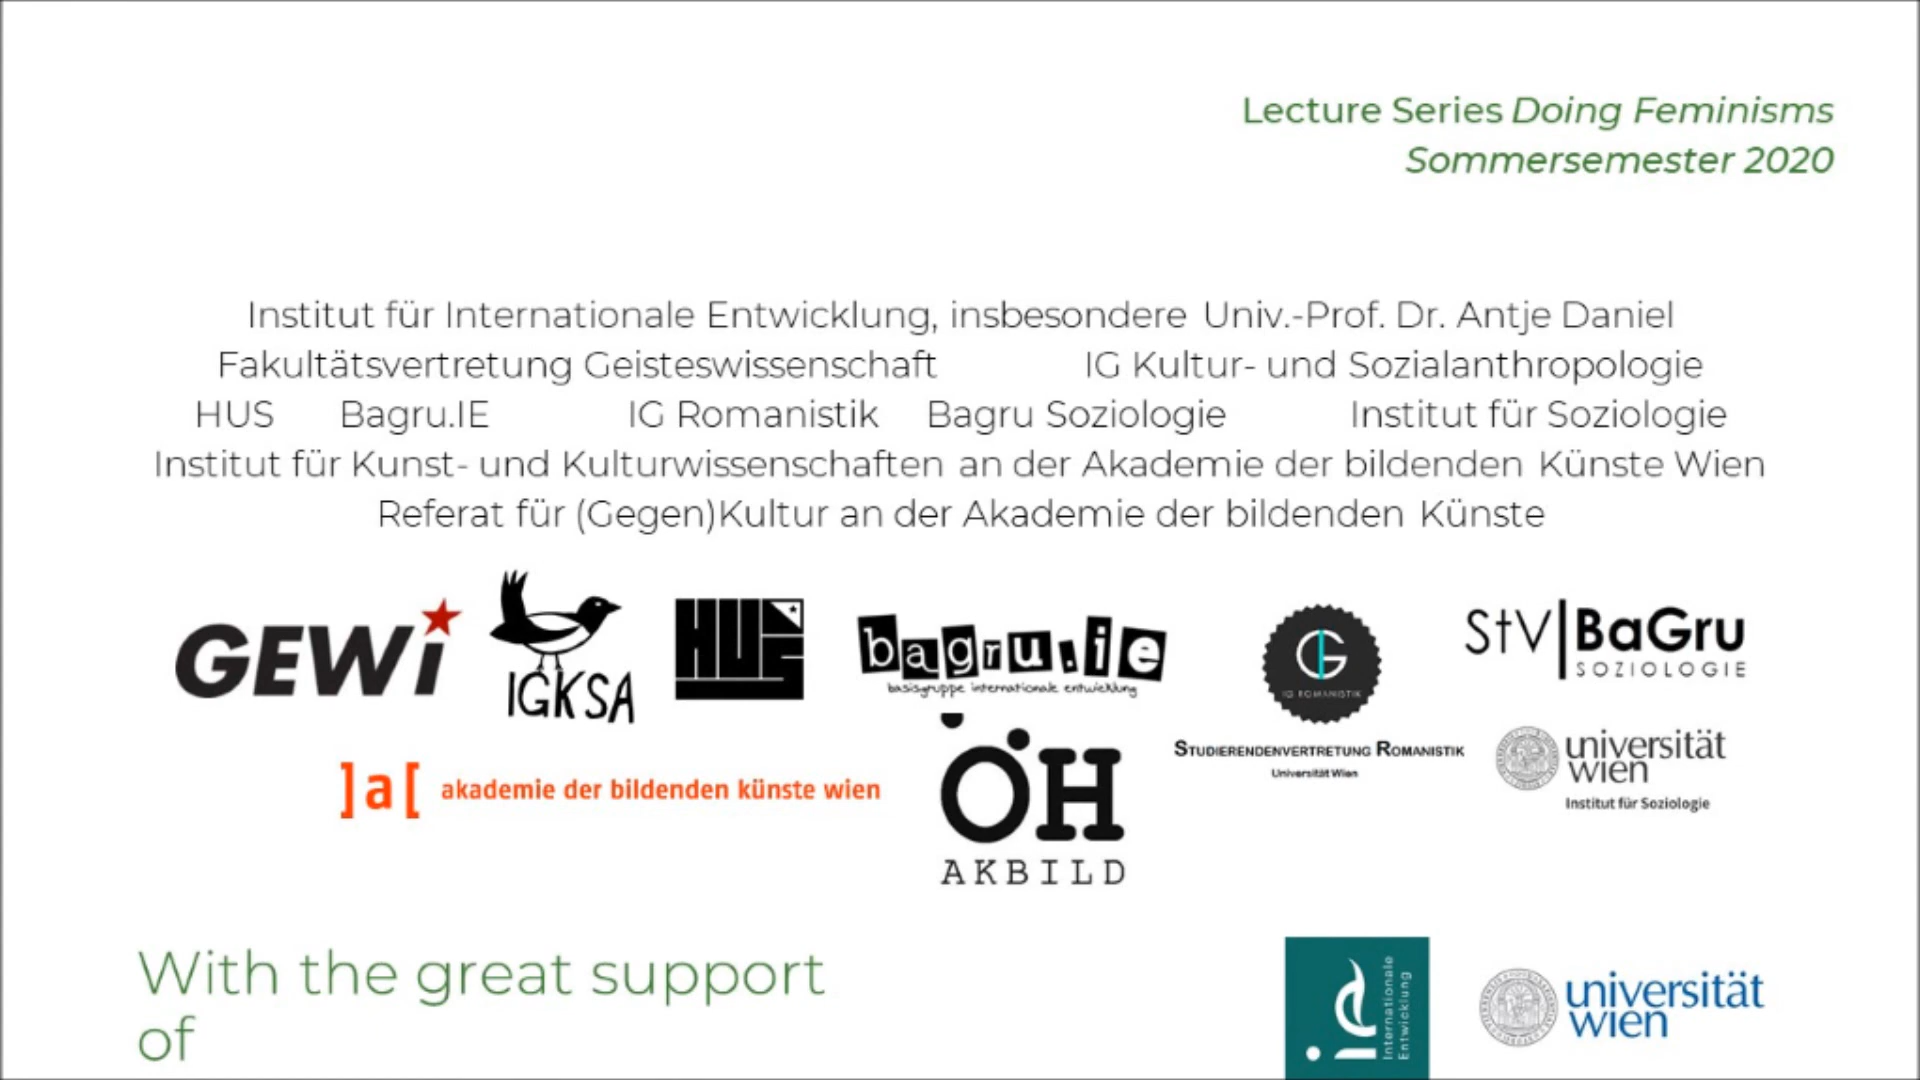 Lecture Series Doing Feminisms
Sommersemester 2020
Institut für Internationale Entwicklung, insbesondere Univ.-Prof. Dr. Antje Daniel
Fakultätsvertretung Geisteswissenschaft IG Kultur- und Sozialanthropologie
HUS Bagru.IE IG Romanistik Bagru Soziologie Institut für Soziologie
Institut für Kunst- und Kulturwissenschaften an der Akademie der bildenden Künste Wien
Referat für (Gegen)Kultur an der Akademie der bildenden Künste
GEWi
IGKSA
HUS
bagru.ie
basisgruppe internationale entwicklung
IG ROMANISTIK
STUDIERENDENVERTRETUNG ROMANISTIK
Universität Wien
StV|BaGru
SOZIOLOGIE
]a[ akademie der bildenden künste wien
ÖH
AKBILD
universität
wien
Institut für Soziologie
With the great support
of
ie
Internationale
Entwicklung
universität
wien